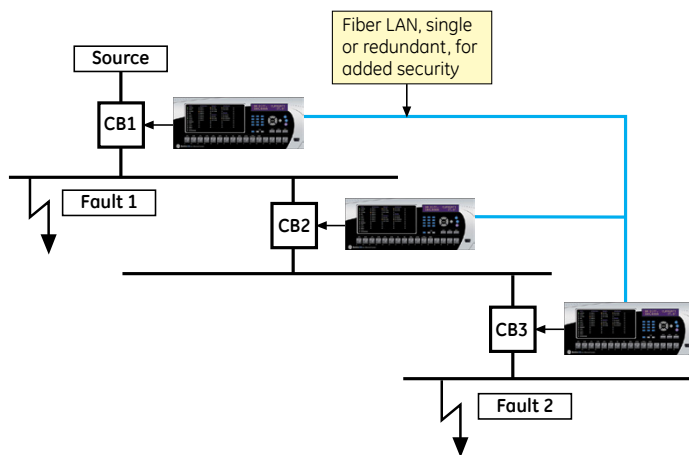 Fiber LAN, single
or redundant, for
added security
Source
CB1
Fault 1
CB2
CB3
Fault 2